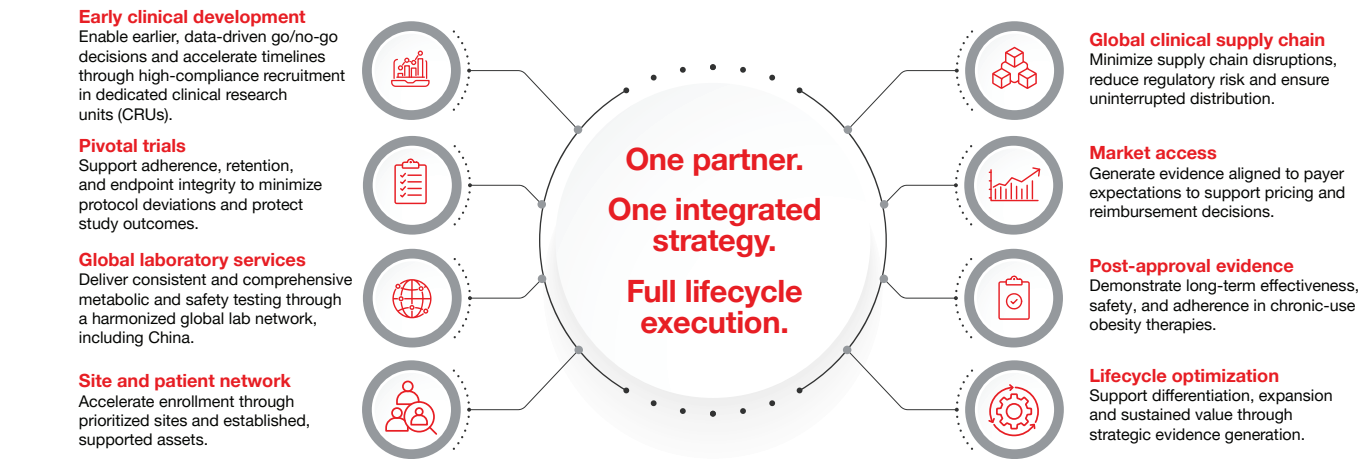 Early clinical development
Enable earlier, data-driven go/no-go
decisions and accelerate timelines
through high-compliance recruitment
in dedicated clinical research
units (CRUs).
Pivotal trials
Support adherence, retention,
and endpoint integrity to minimize
protocol deviations and protect
study outcomes.
Global laboratory services
Deliver consistent and comprehensive
metabolic and safety testing through
a harmonized global lab network,
including China.
Site and patient network
Accelerate enrollment through
prioritized sites and established,
supported assets.
One partner.
One integrated
strategy.
Full lifecycle
execution.
Global clinical supply chain
Minimize supply chain disruptions,
reduce regulatory risk and ensure
uninterrupted distribution.
Market access
Generate evidence aligned to payer
expectations to support pricing and
reimbursement decisions.
Post-approval evidence
Demonstrate long-term effectiveness,
safety, and adherence in chronic-use
obesity therapies.
Lifecycle optimization
Support differentiation, expansion
and sustained value through
strategic evidence generation.